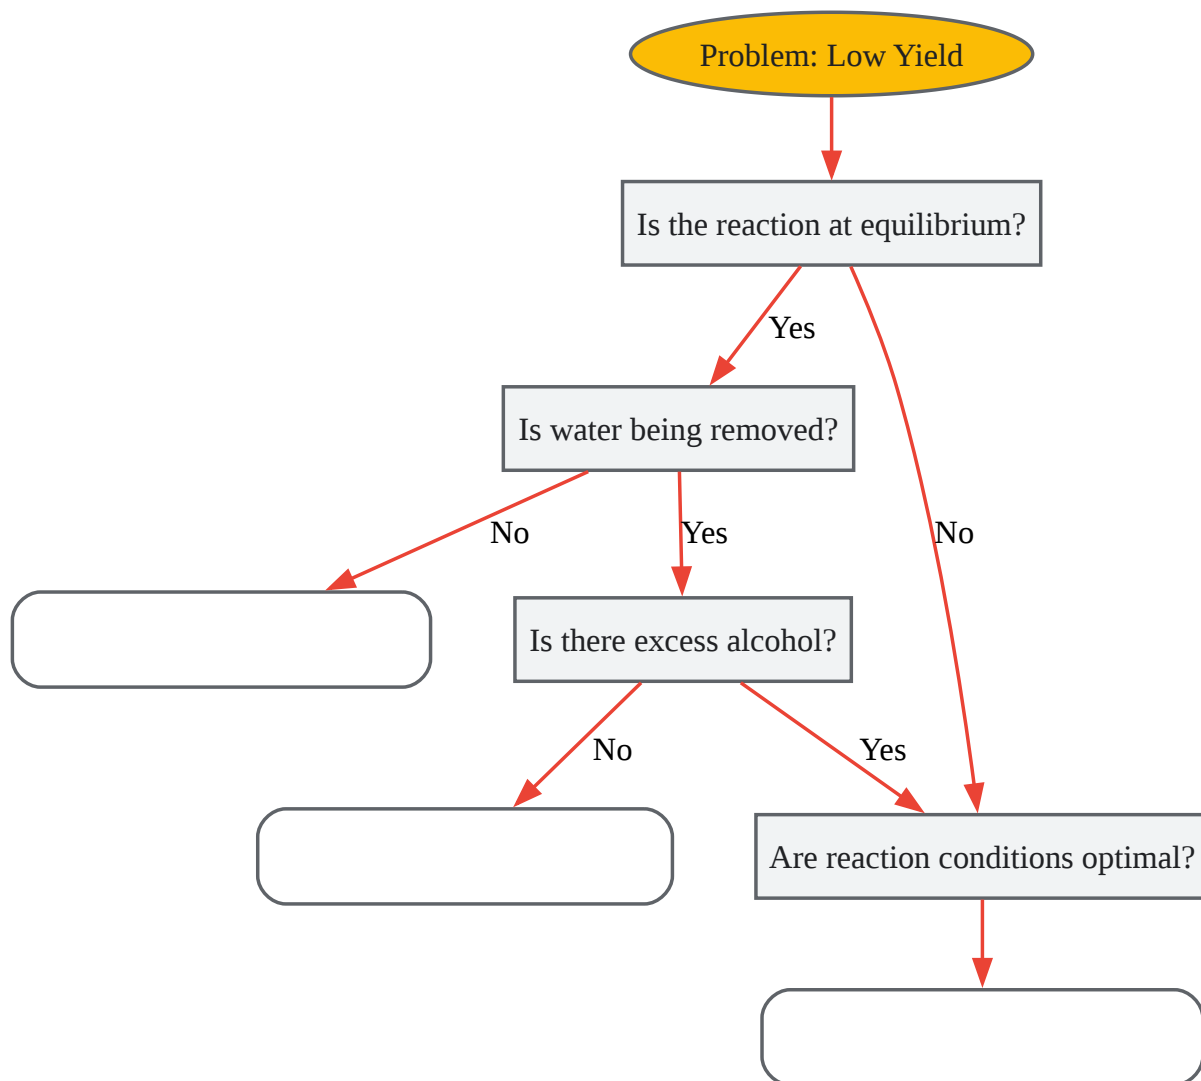 Problem: Low Yield
Is the reaction at equilibrium?
Yes
Is water being removed?
No
Yes
No
Is there excess alcohol?
No
Yes
Are reaction conditions optimal?